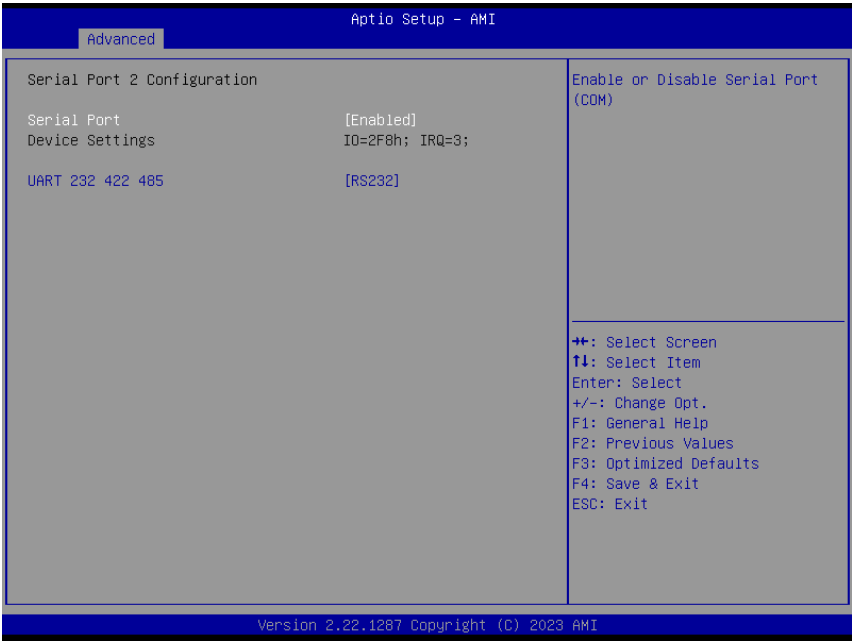 Aptio Setup – AMI
Advanced
Serial Port 2 Configuration
Serial Port [Enabled]
Device Settings IO=2F8h; IRQ=3;
UART 232 422 485 [RS232]
Enable or Disable Serial Port
(COM)
→←: Select Screen
↑↓: Select Item
Enter: Select
+/-: Change Opt.
F1: General Help
F2: Previous Values
F3: Optimized Defaults
F4: Save & Exit
ESC: Exit
Version 2.22.1287 Copyright (C) 2023 AMI